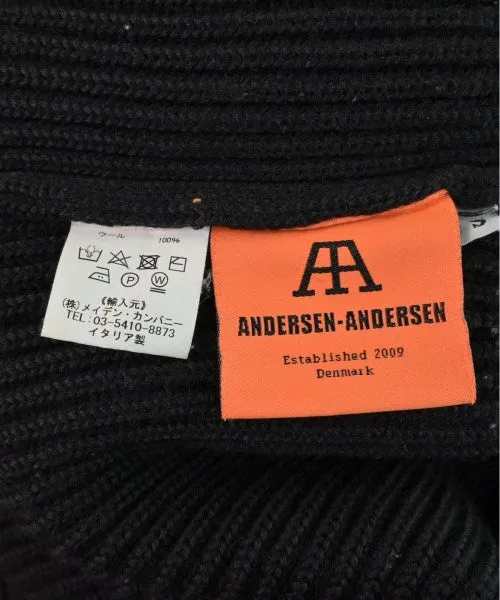 ウール 100%
P W
《輸入元》
(株)メイデン・カンパニー
TEL:03-5410-8873
イタリア製
AA
ANDERSEN-ANDERSEN
Established 2009
Denmark